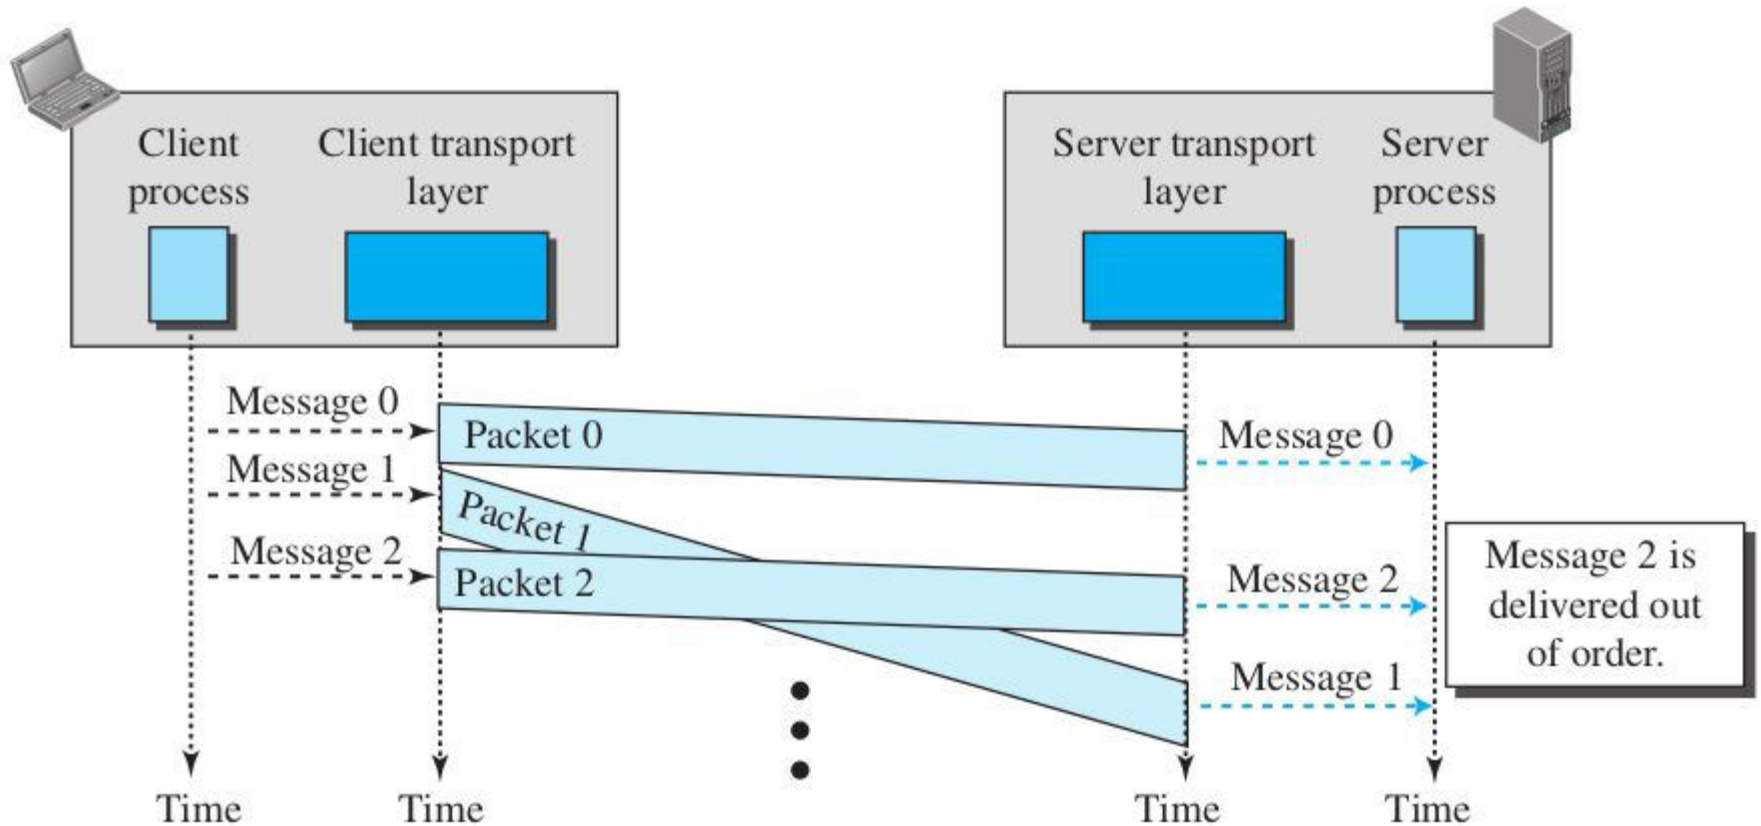 Client
process
Client transport
layer
Server transport
layer
Server
process
Message 0
Packet 0
Message 0
Message 1
Packet 1
Message 2
Packet 2
Message 2
Message 1
Message 2 is
delivered out
of order.
Time
Time
Time
Time